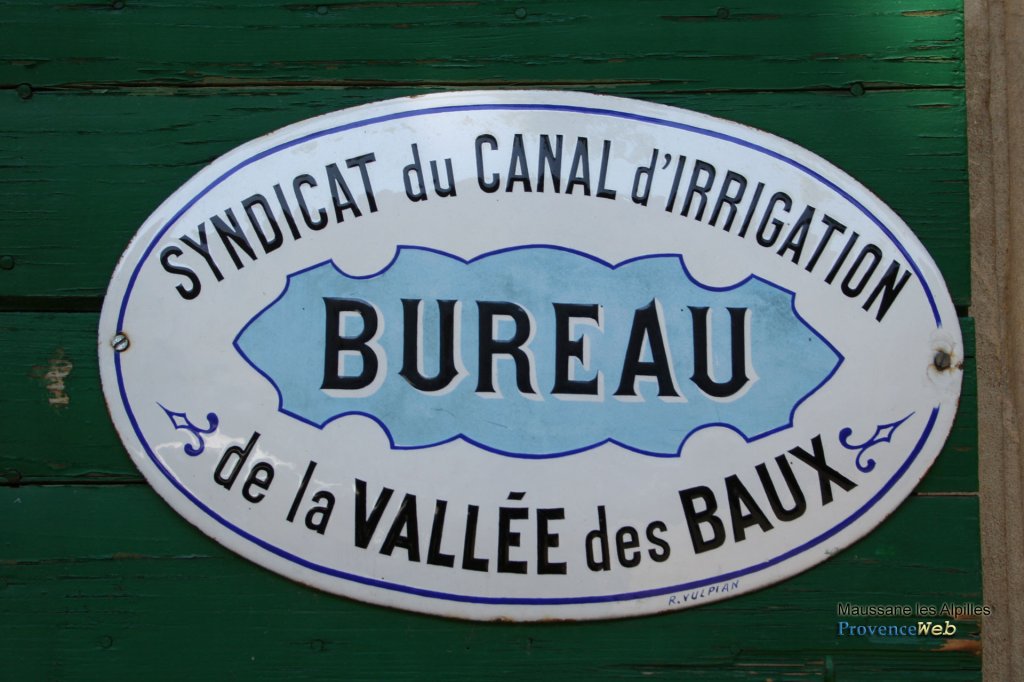 SYNDICAT du CANAL d'IRRIGATION
BUREAU
de la VALLÉE des BAUX
R. VULPIAN
Maussane les Alpilles
ProvenceWeb